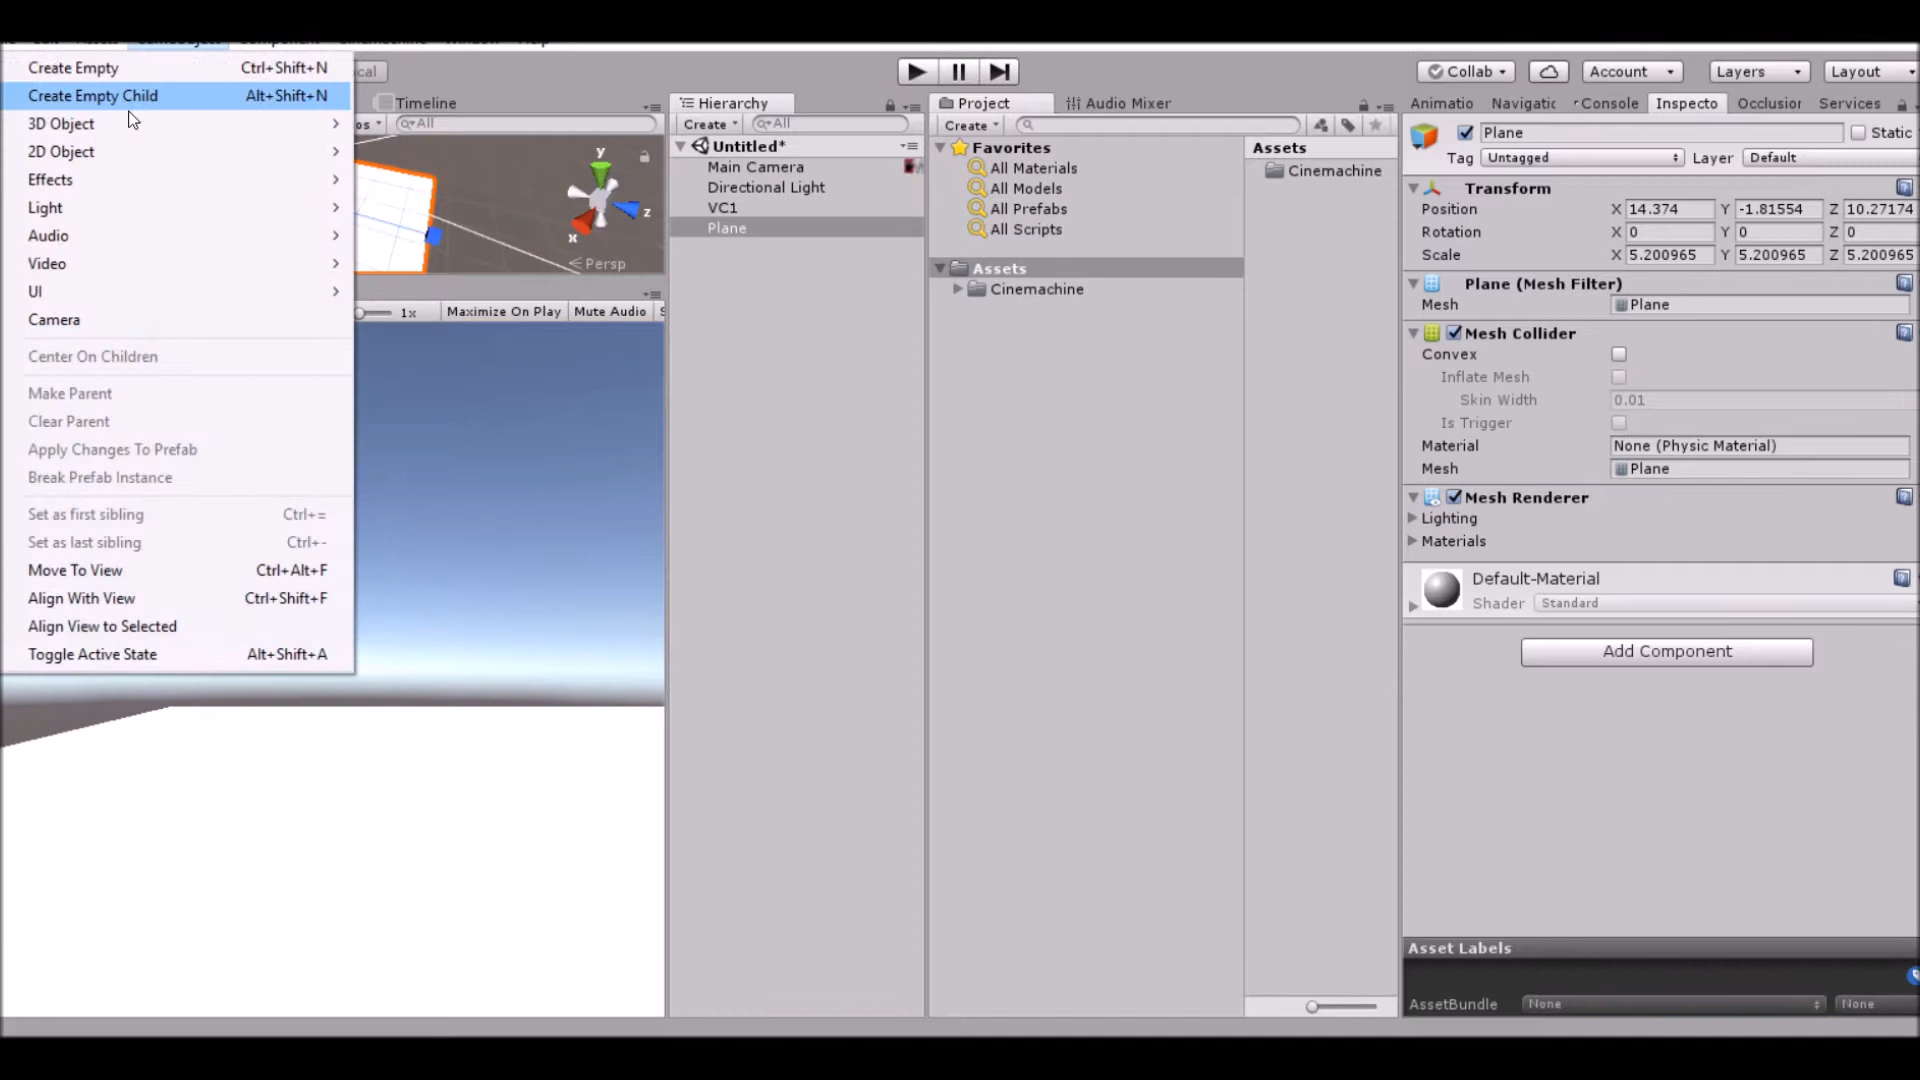 Create Empty Ctrl+Shift+N
Create Empty Child Alt+Shift+N
3D Object
2D Object
Effects
Light
Audio
Video
UI
Camera
Center On Children
Make Parent
Clear Parent
Apply Changes To Prefab
Break Prefab Instance
Set as first sibling Ctrl+=
Set as last sibling Ctrl+-
Move To View Ctrl+Alt+F
Align With View Ctrl+Shift+F
Align View to Selected
Toggle Active State Alt+Shift+A
cal
Timeline
os All
y
z
x
Persp
1x Maximize On Play Mute Audio S
Hierarchy
Create All
Untitled*
Main Camera
Directional Light
VC1
Plane
Project Audio Mixer
Create
Favorites
All Materials
All Models
All Prefabs
All Scripts
Assets
Cinemachine
Assets
Cinemachine
Collab Account Layers Layout
Animatio Navigatic Console Inspecto Occlusior Services
Plane Static
Tag Untagged Layer Default
Transform
Position X 14.374 Y -1.81554 Z 10.27174
Rotation X 0 Y 0 Z 0
Scale X 5.200965 Y 5.200965 Z 5.200965
Plane (Mesh Filter)
Mesh Plane
Mesh Collider
Convex
Inflate Mesh
Skin Width 0.01
Is Trigger
Material None (Physic Material)
Mesh Plane
Mesh Renderer
Lighting
Materials
Default-Material
Shader Standard
Add Component
Asset Labels
AssetBundle None None